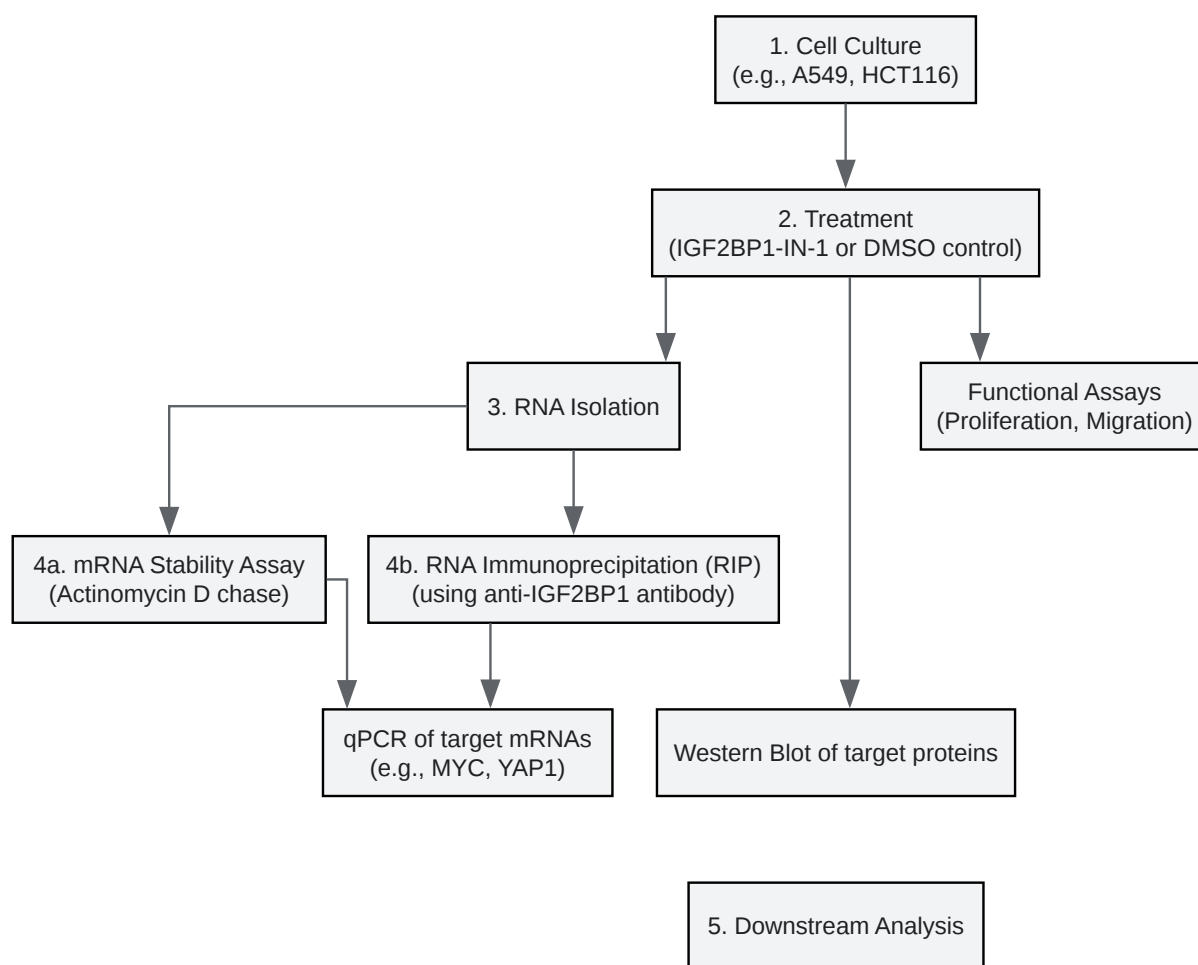 1. Cell Culture
(e.g., A549, HCT116)
2. Treatment
(IGF2BP1-IN-1 or DMSO control)
3. RNA Isolation
Functional Assays
(Proliferation, Migration)
4a. mRNA Stability Assay
(Actinomycin D chase)
4b. RNA Immunoprecipitation (RIP)
(using anti-IGF2BP1 antibody)
qPCR of target mRNAs
(e.g., MYC, YAP1)
Western Blot of target proteins
5. Downstream Analysis